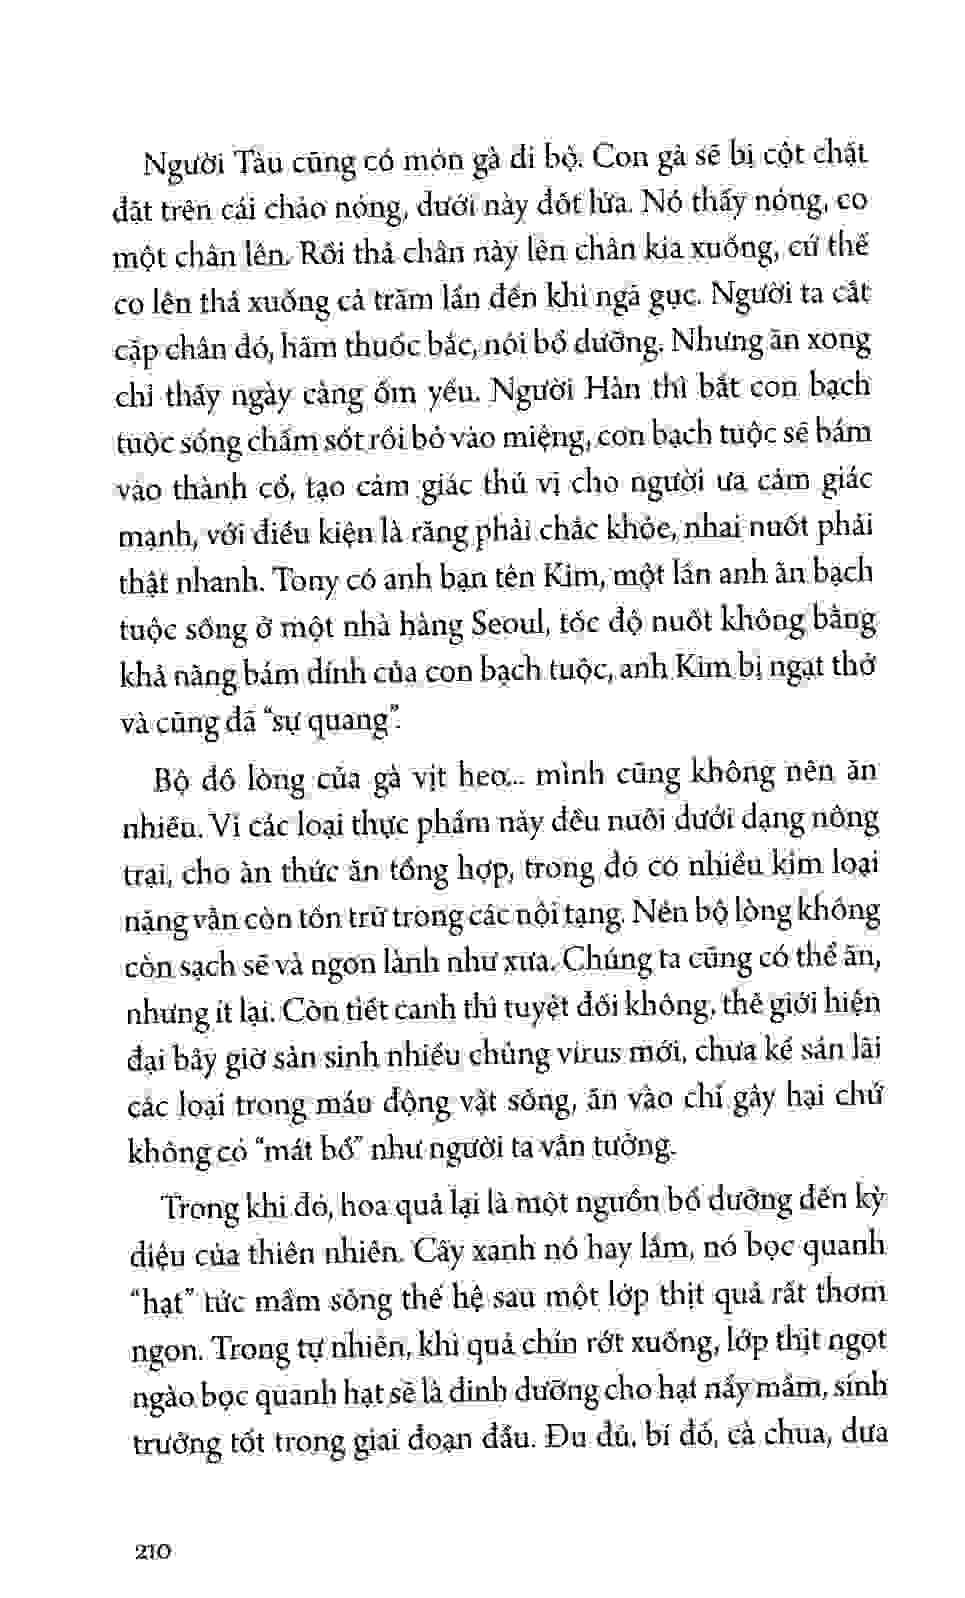 Người Tàu cũng có món gà đi bộ. Con gà sẽ bị cột chặt
đặt trên cái chảo nóng, dưới này đốt lửa. Nó thấy nóng, co
một chân lên. Rồi thả chân này lên chân kia xuống, cứ thế
co lên thả xuống cả trăm lần đến khi ngã gục. Người ta cắt
cặp chân đó, hầm thuốc bắc, nói bổ dưỡng. Nhưng ăn xong
chỉ thấy ngày càng ốm yếu. Người Hàn thì bắt con bạch
tuộc sống chấm sốt rồi bỏ vào miệng, con bạch tuộc sẽ bám
vào thành cổ, tạo cảm giác thú vị cho người ưa cảm giác
mạnh, với điều kiện là răng phải chắc khỏe, nhai nuốt phải
thật nhanh. Tony có anh bạn tên Kim, một lần anh ăn bạch
tuộc sống ở một nhà hàng Seoul, tốc độ nuốt không bằng
khả năng bám dính của con bạch tuộc, anh Kim bị ngạt thở
và cũng đã “sự quang”.
Bộ đồ lòng của gà vịt heo... mình cũng không nên ăn
nhiều. Vì các loại thực phẩm này đều nuôi dưới dạng nông
trại, cho ăn thức ăn tổng hợp, trong đó có nhiều kim loại
nặng vẫn còn tồn trữ trong các nội tạng. Nên bộ lòng không
còn sạch sẽ và ngon lành như xưa. Chúng ta cũng có thể ăn,
nhưng ít lại. Còn tiết canh thì tuyệt đối không, thế giới hiện
đại bây giờ sản sinh nhiều chủng virus mới, chưa kể sán lãi
các loại trong máu động vật sống, ăn vào chỉ gây hại chứ
không có “mát bổ” như người ta vẫn tưởng.
Trong khi đó, hoa quả lại là một nguồn bổ dưỡng đến kỳ
diệu của thiên nhiên. Cây xanh nó hay lắm, nó bọc quanh
“hạt” tức mầm sống thế hệ sau một lớp thịt quả rất thơm
ngon. Trong tự nhiên, khi quả chín rớt xuống, lớp thịt ngọt
ngào bọc quanh hạt sẽ là dinh dưỡng cho hạt nẩy mầm, sinh
trưởng tốt trong giai đoạn đầu. Đu đủ, bí đỏ, cà chua, dưa
210